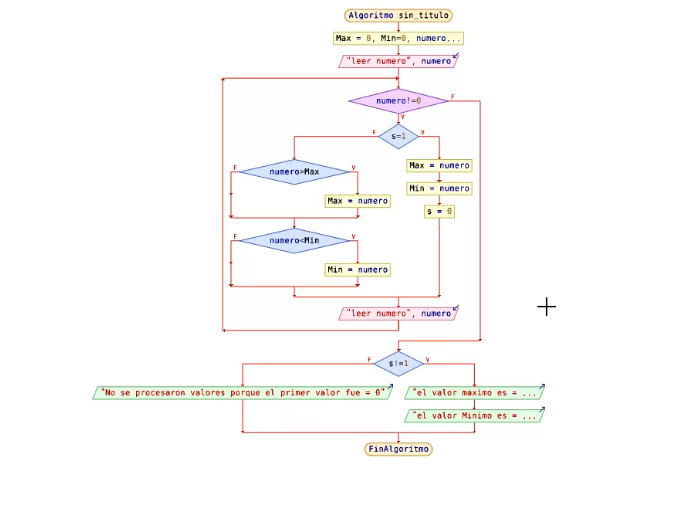 Algoritmo sin_titulo
Max = 0, Min=0, numero...
"leer numero", numero
numero!=0
F
V
s=1
F
V
numero>Max
F
V
Max = numero
Min = numero
s = 0
Max = numero
numero<Min
F
V
Min = numero
"leer numero", numero
s!=1
F
V
"No se procesaron valores porque el primer valor fue = 0"
"el valor maximo es = ...
"el valor Minimo es = ...
FinAlgoritmo